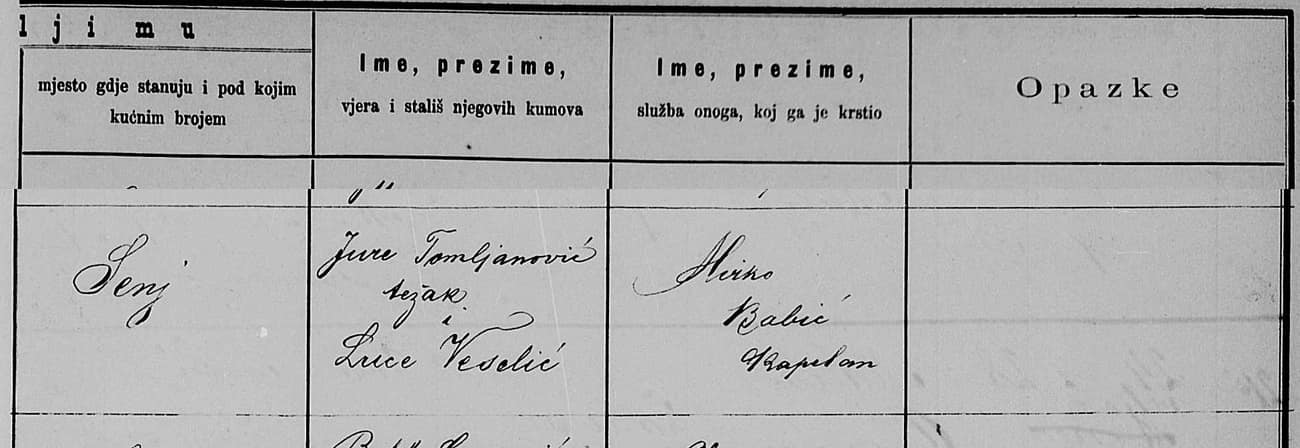 ljimu
mjesto gdje stanuju i pod kojim
kućnim brojem
Ime, prezime,
vjera i stališ njegovih kumova
Ime, prezime,
služba onoga, koj ga je krstio
Opazke
Senj
Jure Tomljanović
težak
i
Luce Veselić
Mirko
Babić
Kapelan